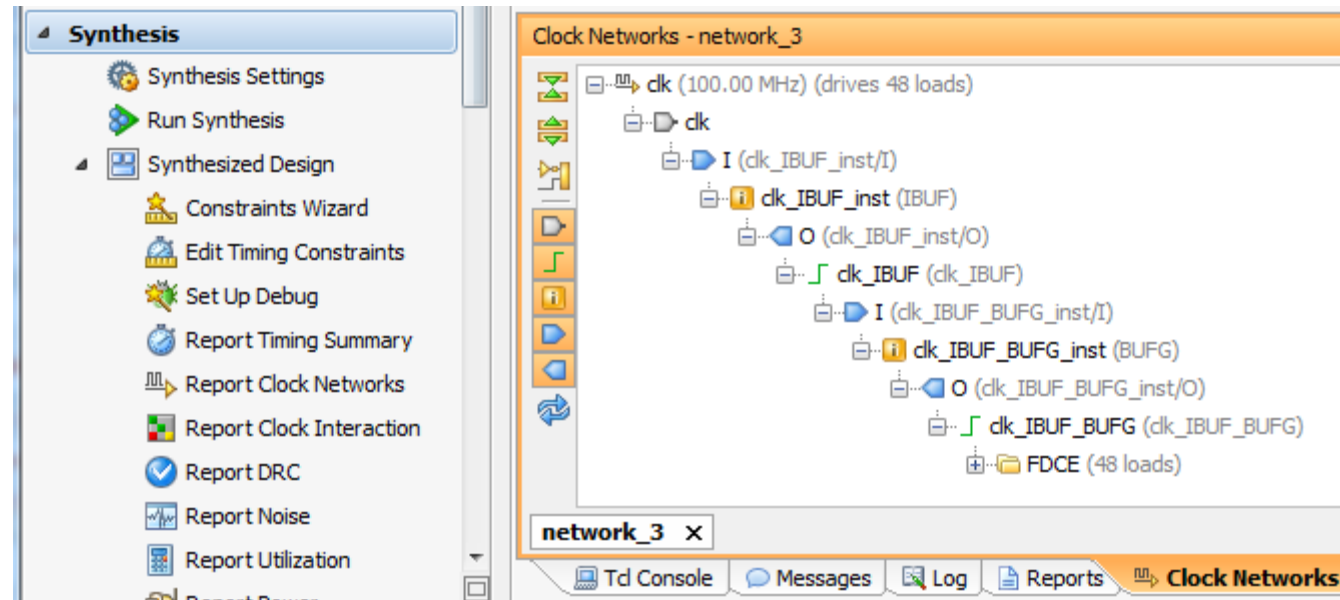 Synthesis
Synthesis Settings
Run Synthesis
Synthesized Design
Constraints Wizard
Edit Timing Constraints
Set Up Debug
Report Timing Summary
Report Clock Networks
Report Clock Interaction
Report DRC
Report Noise
Report Utilization
Report Power
Clock Networks - network_3
clk (100.00 MHz) (drives 48 loads)
clk
I (clk_IBUF_inst/I)
clk_IBUF_inst (IBUF)
O (clk_IBUF_inst/O)
clk_IBUF (clk_IBUF)
I (clk_IBUF_BUFG_inst/I)
clk_IBUF_BUFG_inst (BUFG)
O (clk_IBUF_BUFG_inst/O)
clk_IBUF_BUFG (clk_IBUF_BUFG)
FDCE (48 loads)
network_3
Tcl Console Messages Log Reports Clock Networks